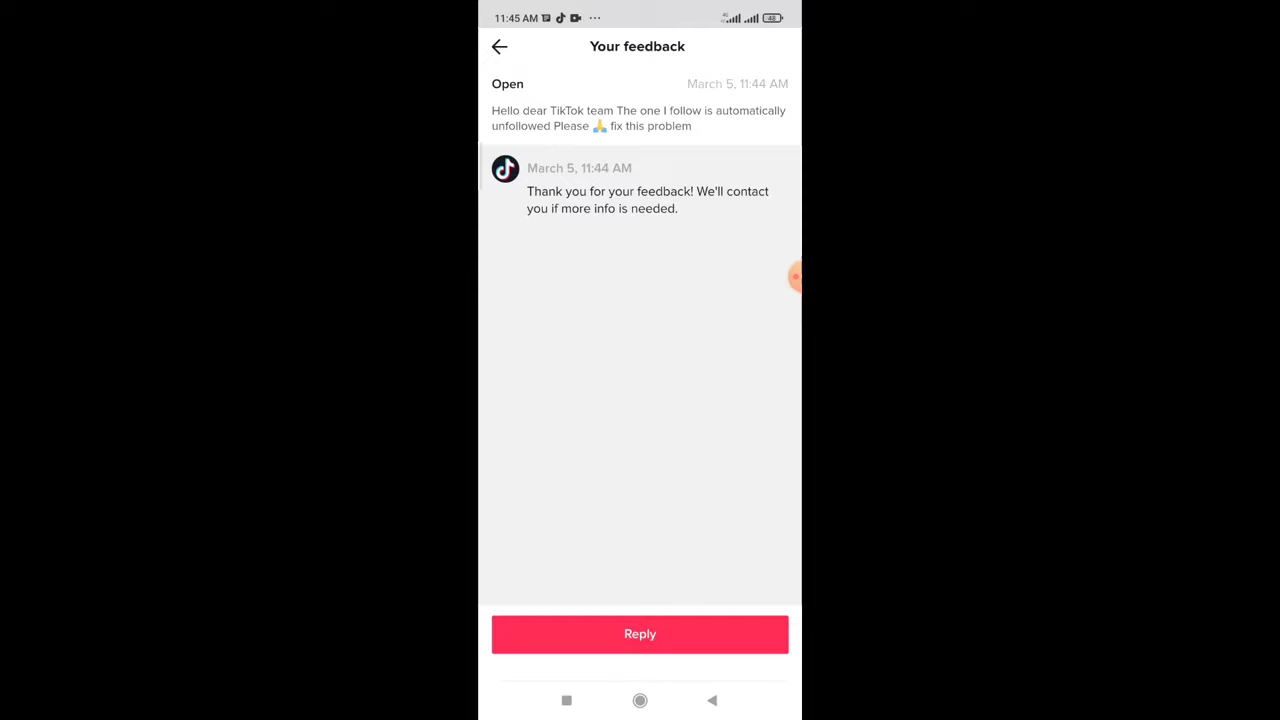 11:45 AM
4G
48
Your feedback
Open
March 5, 11:44 AM
Hello dear TikTok team The one I follow is automatically
unfollowed Please 🙏 fix this problem
March 5, 11:44 AM
Thank you for your feedback! We'll contact
you if more info is needed.
Reply